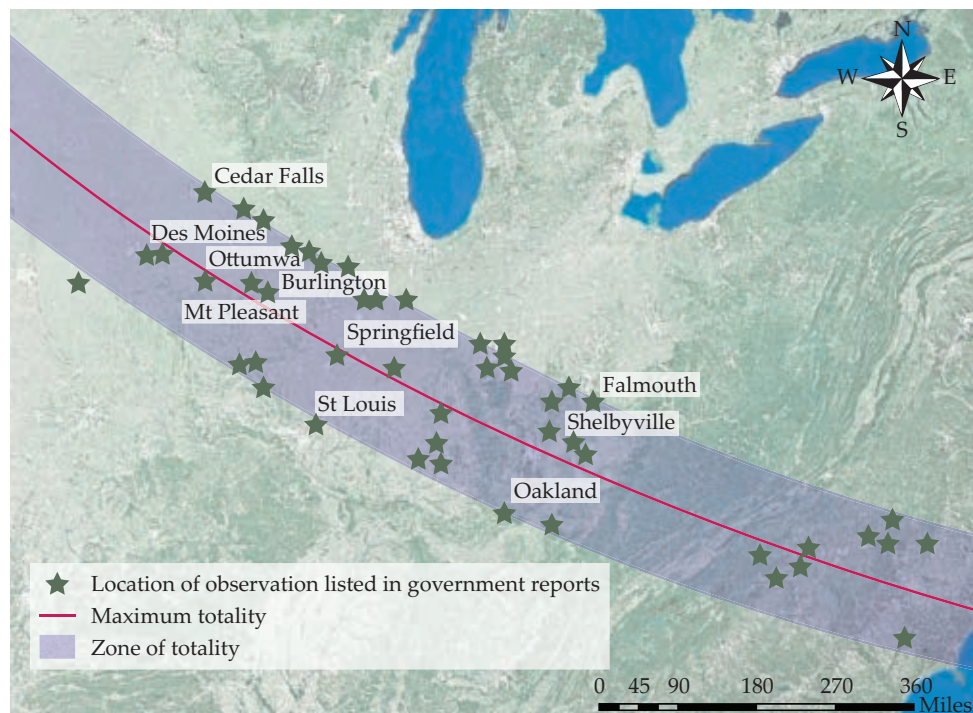 N
W E
S
Cedar Falls
Des Moines
Ottumwa
Burlington
Mt Pleasant
Springfield
Falmouth
St Louis
Shelbyville
Oakland
Location of observation listed in government reports
Maximum totality
Zone of totality
0 45 90 180 270 360
Miles